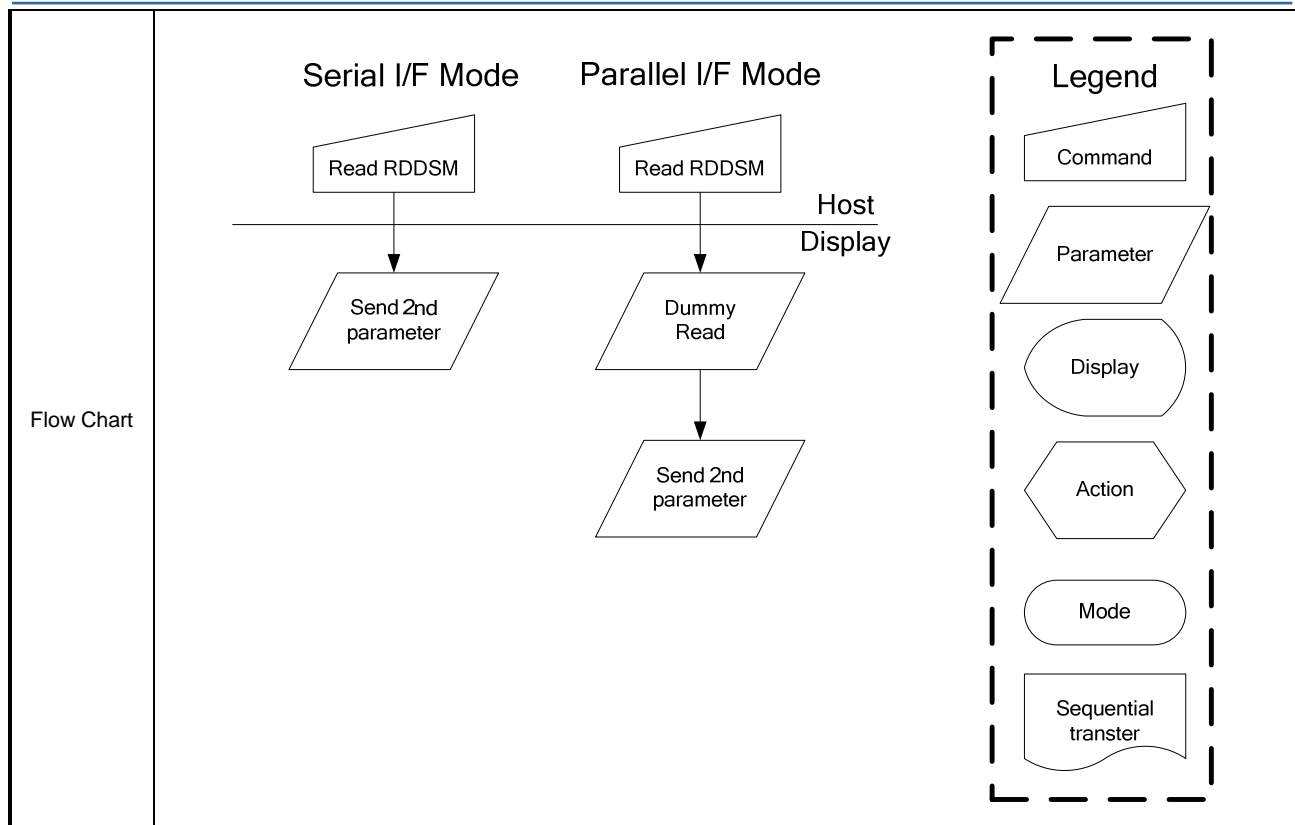 Flow Chart
Serial I/F Mode
Parallel I/F Mode
Read RDDSM
Read RDDSM
Host
Display
Send 2nd
parameter
Dummy
Read
Send 2nd
parameter
Legend
Command
Parameter
Display
Action
Mode
Sequential
transter